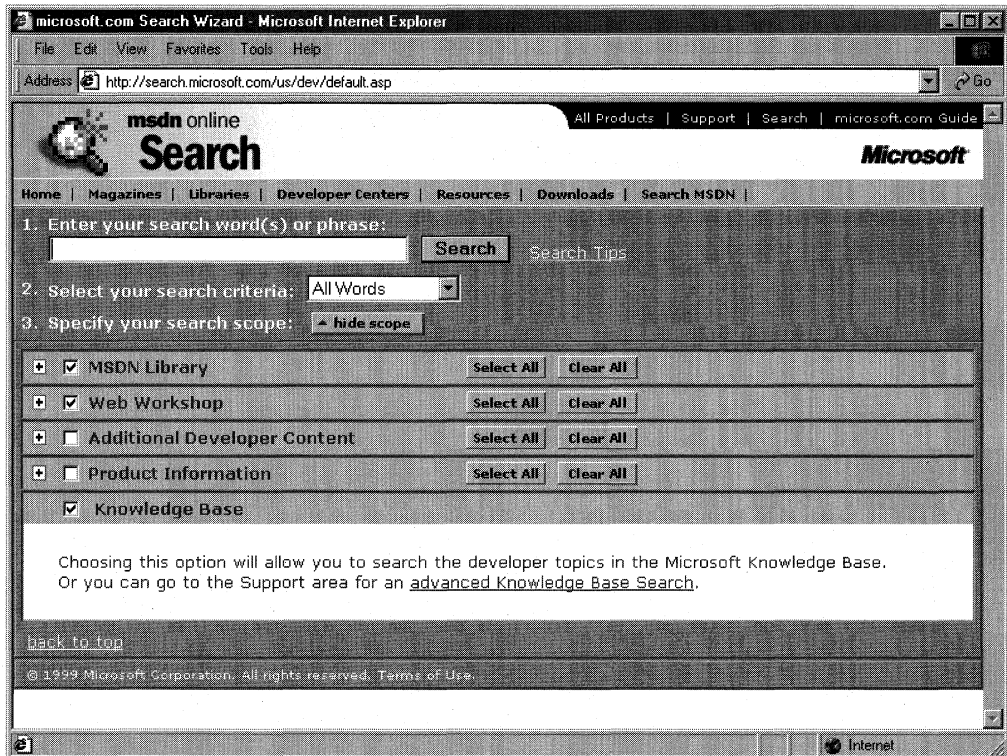 microsoft.com Search Wizard - Microsoft Internet Explorer
File Edit View Favorites Tools Help
Address http://search.microsoft.com/us/dev/default.asp Go
All Products | Support | Search | microsoft.com Guide
msdn online
Search
Microsoft
Home | Magazines | Libraries | Developer Centers | Resources | Downloads | Search MSDN |
1. Enter your search word(s) or phrase:
Search Search Tips
2. Select your search criteria: All Words
3. Specify your search scope: hide scope
MSDN Library Select All Clear All
Web Workshop Select All Clear All
Additional Developer Content Select All Clear All
Product Information Select All Clear All
Knowledge Base
Choosing this option will allow you to search the developer topics in the Microsoft Knowledge Base.
Or you can go to the Support area for an advanced Knowledge Base Search.
back to top
© 1999 Microsoft Corporation. All rights reserved. Terms of Use.
Internet